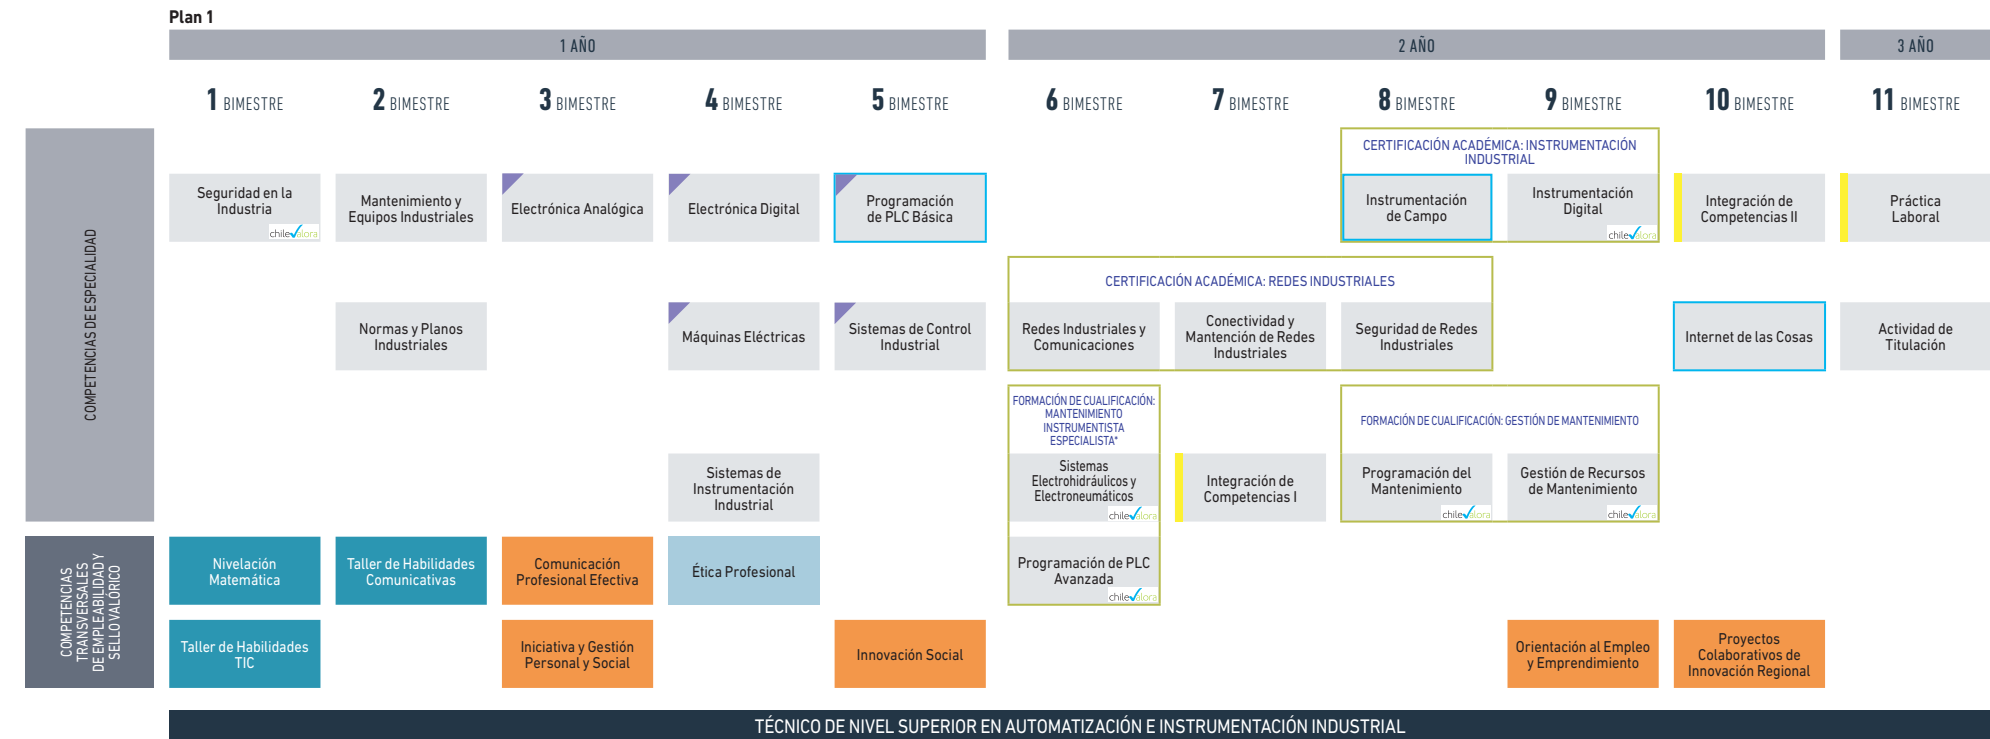 Plan 1
1 AÑO
2 AÑO
3 AÑO
1 BIMESTRE
2 BIMESTRE
3 BIMESTRE
4 BIMESTRE
5 BIMESTRE
6 BIMESTRE
7 BIMESTRE
8 BIMESTRE
9 BIMESTRE
10 BIMESTRE
11 BIMESTRE
COMPETENCIAS DE ESPECIALIDAD
CERTIFICACIÓN ACADÉMICA: INSTRUMENTACIÓN
INDUSTRIAL
Seguridad en la
Industria
chilevalora
Mantenimiento y
Equipos Industriales
Electrónica Analógica
Electrónica Digital
Programación
de PLC Básica
Instrumentación
de Campo
Instrumentación
Digital
chilevalora
Integración de
Competencias II
Práctica
Laboral
CERTIFICACIÓN ACADÉMICA: REDES INDUSTRIALES
Normas y Planos
Industriales
Máquinas Eléctricas
Sistemas de Control
Industrial
Redes Industriales y
Comunicaciones
Conectividad y
Mantención de Redes
Industriales
Seguridad de Redes
Industriales
Internet de las Cosas
Actividad de
Titulación
FORMACIÓN DE CUALIFICACIÓN:
MANTENIMIENTO
INSTRUMENTISTA
ESPECIALISTA*
FORMACIÓN DE CUALIFICACIÓN: GESTIÓN DE MANTENIMIENTO
Sistemas de
Instrumentación
Industrial
Sistemas
Electrohidráulicos y
Electroneumáticos
chilevalora
Integración de
Competencias I
Programación del
Mantenimiento
chilevalora
Gestión de Recursos
de Mantenimiento
chilevalora
COMPETENCIAS
TRANSVERSALES
DE EMPLEABILIDAD Y
SELLO VALÓRICO
Nivelación
Matemática
Taller de Habilidades
Comunicativas
Comunicación
Profesional Efectiva
Ética Profesional
Programación de PLC
Avanzada
chilevalora
Taller de Habilidades
TIC
Iniciativa y Gestión
Personal y Social
Innovación Social
Orientación al Empleo
y Emprendimiento
Proyectos
Colaborativos de
Innovación Regional
TÉCNICO DE NIVEL SUPERIOR EN AUTOMATIZACIÓN E INSTRUMENTACIÓN INDUSTRIAL